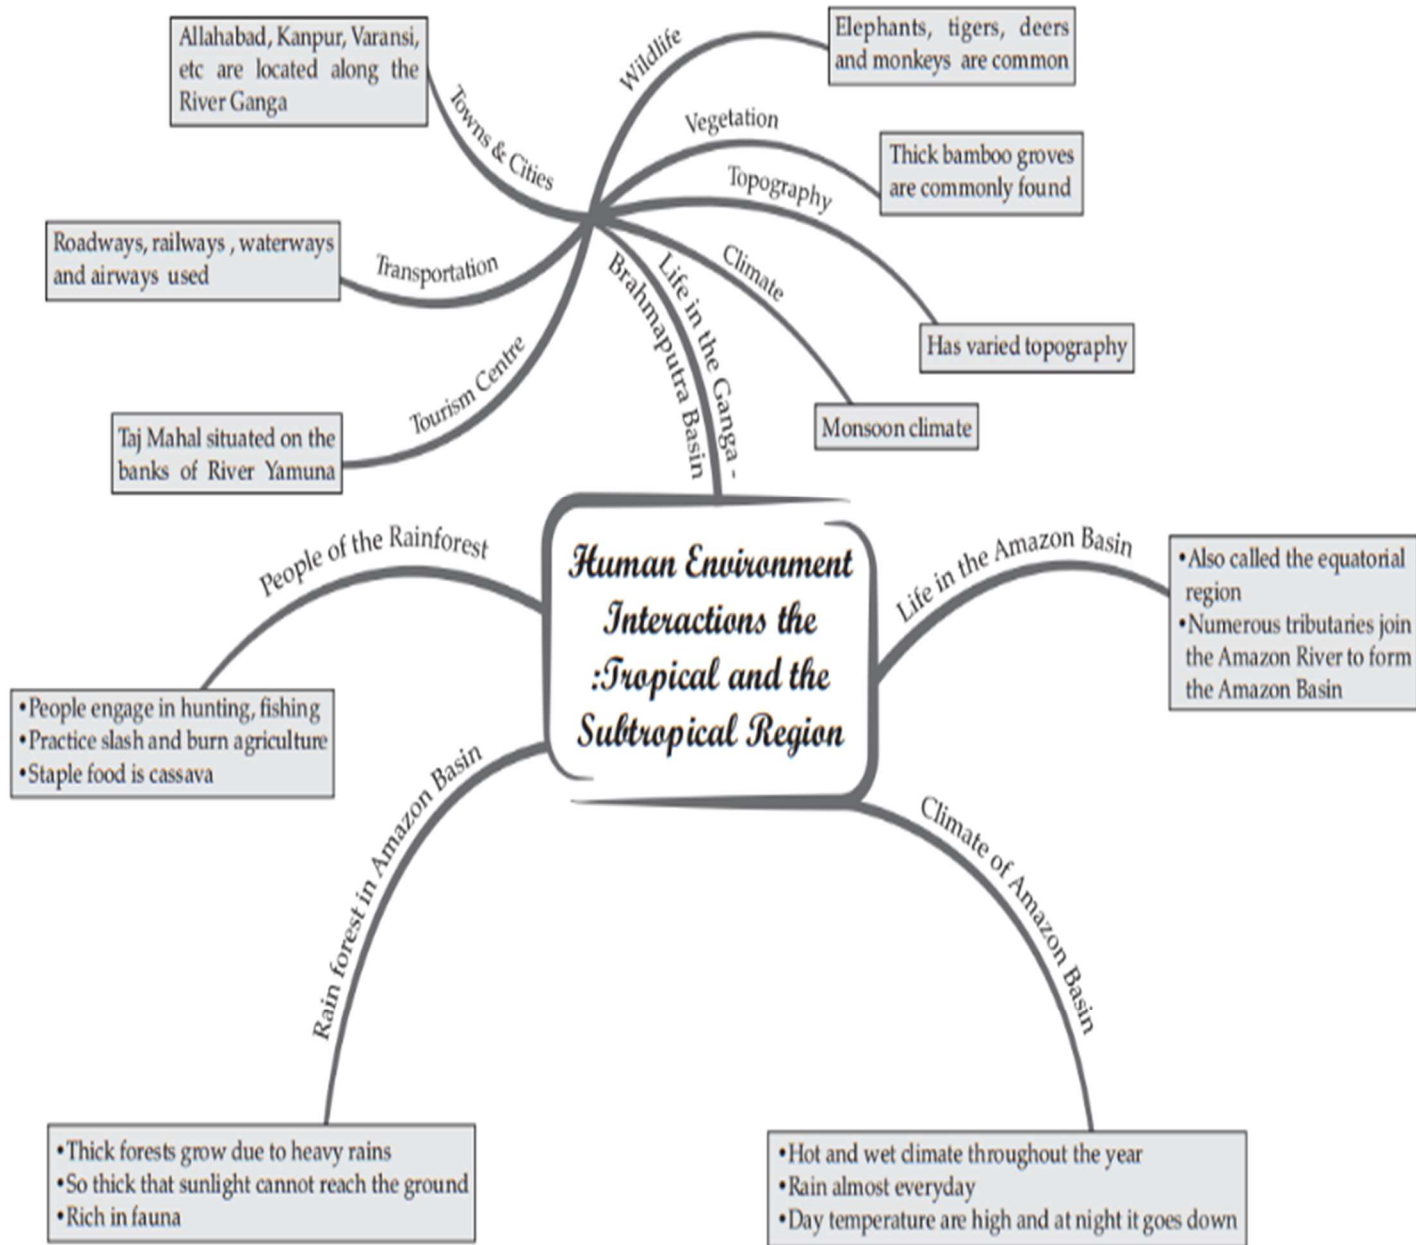 Allahabad, Kanpur, Varansi,
etc are located along the
River Ganga
Towns & Cities
Wildlife
Elephants, tigers, deers
and monkeys are common
Vegetation
Thick bamboo groves
are commonly found
Topography
Has varied topography
Climate
Monsoon climate
Life in the Ganga -
Brahmaputra Basin
Transportation
Roadways, railways , waterways
and airways used
Tourism Centre
Taj Mahal situated on the
banks of River Yamuna
Human Environment
Interactions the
:Tropical and the
Subtropical Region
People of the Rainforest
•People engage in hunting, fishing
•Practice slash and burn agriculture
•Staple food is cassava
Life in the Amazon Basin
•Also called the equatorial
region
•Numerous tributaries join
the Amazon River to form
the Amazon Basin
Rain forest in Amazon Basin
•Thick forests grow due to heavy rains
•So thick that sunlight cannot reach the ground
•Rich in fauna
Climate of Amazon Basin
•Hot and wet climate throughout the year
•Rain almost everyday
•Day temperature are high and at night it goes down